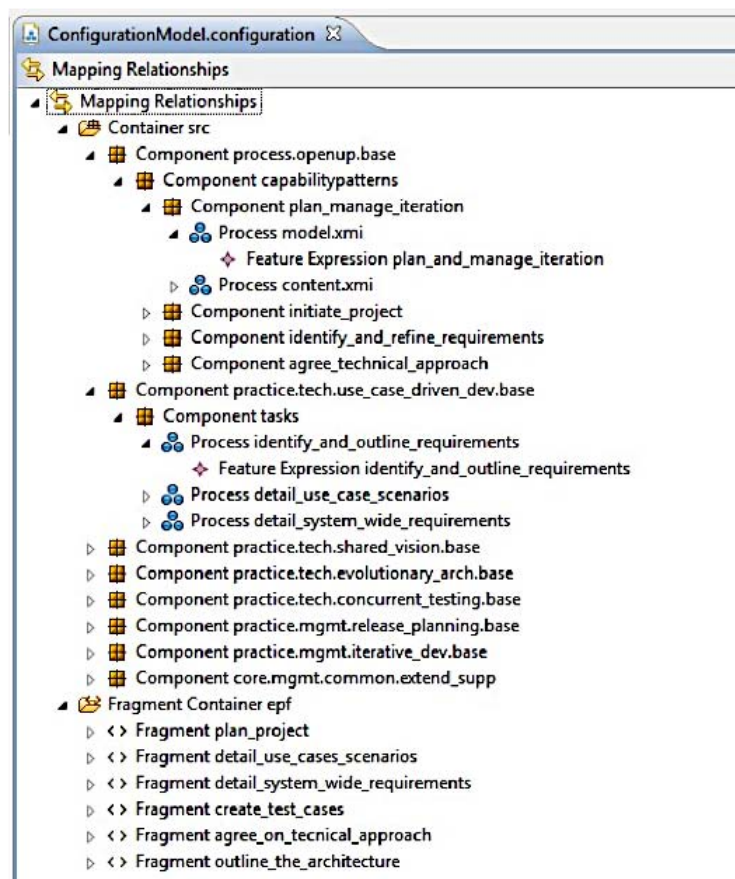 ConfigurationModel.configuration
Mapping Relationships
Mapping Relationships
Container src
Component process.openup.base
Component capabilitypatterns
Component plan_manage_iteration
Process model.xmi
Feature Expression plan_and_manage_iteration
Process content.xmi
Component initiate_project
Component identify_and_refine_requirements
Component agree_technical_approach
Component practice.tech.use_case_driven_dev.base
Component tasks
Process identify_and_outline_requirements
Feature Expression identify_and_outline_requirements
Process detail_use_case_scenarios
Process detail_system_wide_requirements
Component practice.tech.shared_vision.base
Component practice.tech.evolutionary_arch.base
Component practice.tech.concurrent_testing.base
Component practice.mgmt.release_planning.base
Component practice.mgmt.iterative_dev.base
Component core.mgmt.common.extend_supp
Fragment Container epf
<> Fragment plan_project
<> Fragment detail_use_cases_scenarios
<> Fragment detail_system_wide_requirements
<> Fragment create_test_cases
<> Fragment agree_on_tecnical_approach
<> Fragment outline_the_architecture